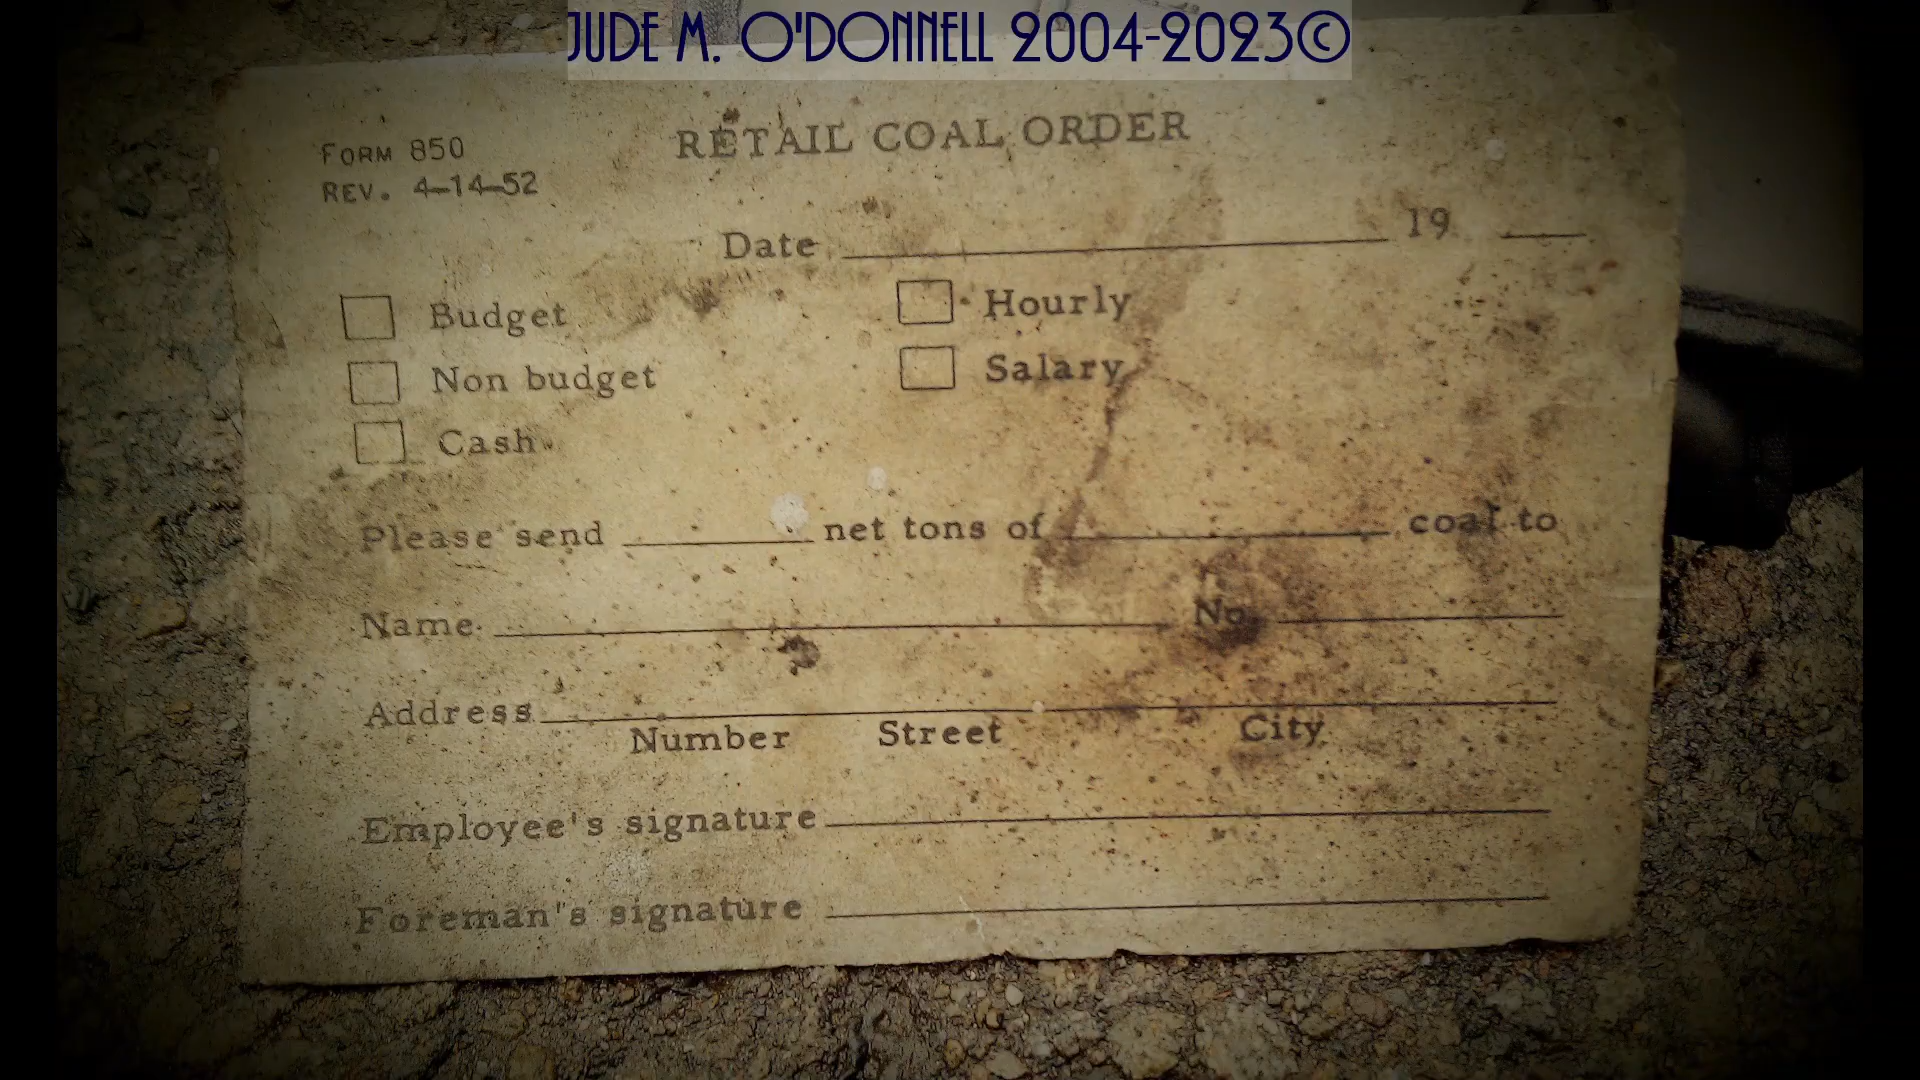 JUDE M. O'DONNELL 2004-2023©
RETAIL COAL ORDER
FORM 850
REV. 4-14-52
Date 19
Budget Hourly
Non budget Salary
Cash
Please send net tons of coal to
Name No.
Address
Number Street City
Employee's signature
Foreman's signature